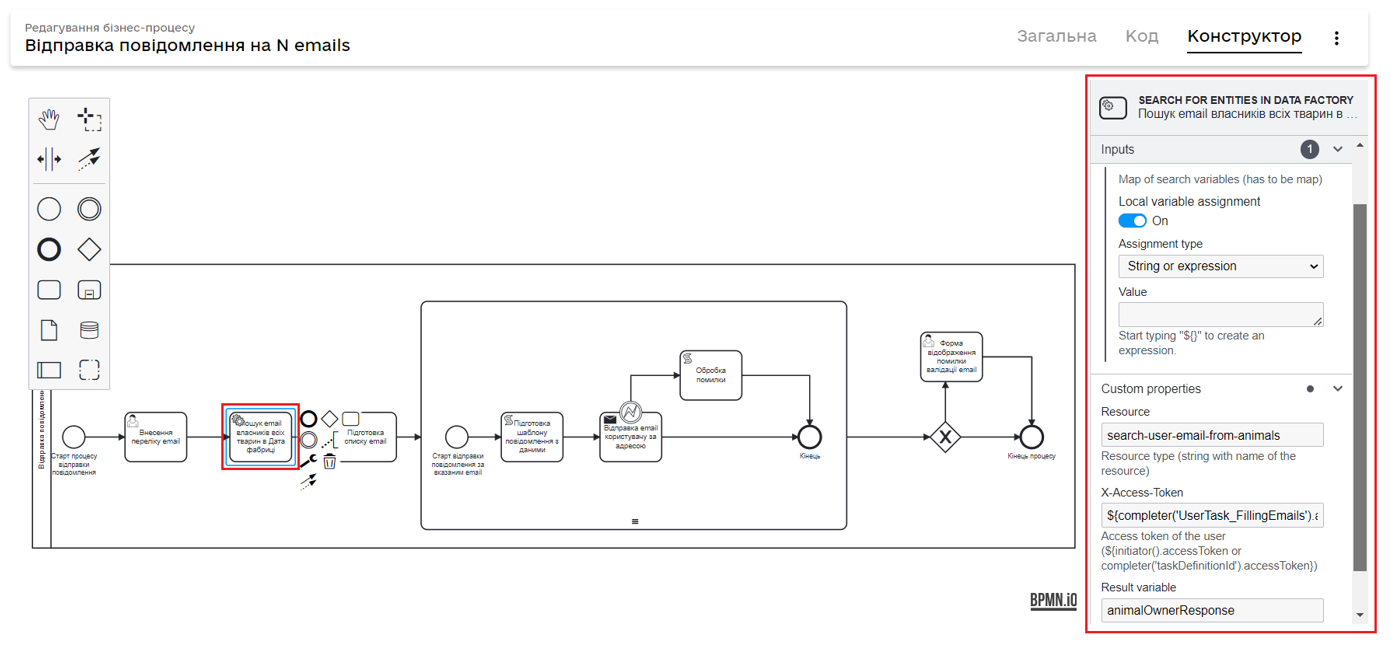 Редагування бізнес-процесу
Відправка повідомлення на N emails
Загальна
Код
Конструктор
SEARCH FOR ENTITIES IN DATA FACTORY
Пошук email власників всіх тварин в ...
Inputs
1
Map of search variables (has to be map)
Local variable assignment
On
Assignment type
String or expression
Value
Start typing "${}" to create an
expression.
Custom properties
Resource
search-user-email-from-animals
Resource type (string with name of the
resource)
X-Access-Token
${completer('UserTask_FillingEmails').a
Access token of the user
(${initiator().accessToken or
completer('taskDefinitionId').accessToken})
Result variable
animalOwnerResponse
Відправка повідомлен
Старт процесу
відправки
повідомлення
Внесення
переліку email
Пошук email
власників всіх
тварин в Дата
фабриці
Підготовка
списку email
Старт відправки
повідомлення за
вказаним email
Підготовка
шаблону
повідомлення з
даними
Відправка email
користувачу за
адресою
Обробка
помилки
Кінець
Форма
відображення
помилки
валідації email
X
Кінець процесу
BPMN.iO